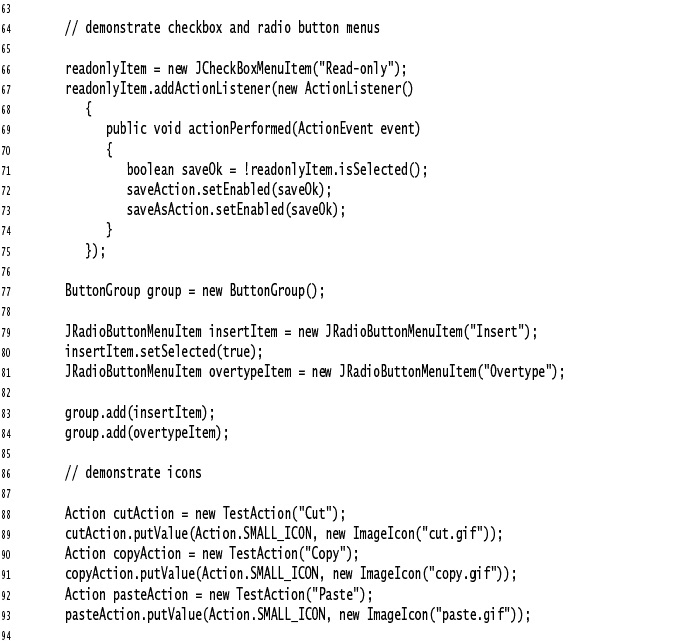 63
64 // demonstrate checkbox and radio button menus
65
66 readonlyItem = new JCheckBoxMenuItem("Read-only");
67 readonlyItem.addActionListener(new ActionListener()
68 {
69 public void actionPerformed(ActionEvent event)
70 {
71 boolean saveOk = !readonlyItem.isSelected();
72 saveAction.setEnabled(saveOk);
73 saveAsAction.setEnabled(saveOk);
74 }
75 });
76
77 ButtonGroup group = new ButtonGroup();
78
79 JRadioButtonMenuItem insertItem = new JRadioButtonMenuItem("Insert");
80 insertItem.setSelected(true);
81 JRadioButtonMenuItem overtypeItem = new JRadioButtonMenuItem("Overtype");
82
83 group.add(insertItem);
84 group.add(overtypeItem);
85
86 // demonstrate icons
87
88 Action cutAction = new TestAction("Cut");
89 cutAction.putValue(Action.SMALL_ICON, new ImageIcon("cut.gif"));
90 Action copyAction = new TestAction("Copy");
91 copyAction.putValue(Action.SMALL_ICON, new ImageIcon("copy.gif"));
92 Action pasteAction = new TestAction("Paste");
93 pasteAction.putValue(Action.SMALL_ICON, new ImageIcon("paste.gif"));
94